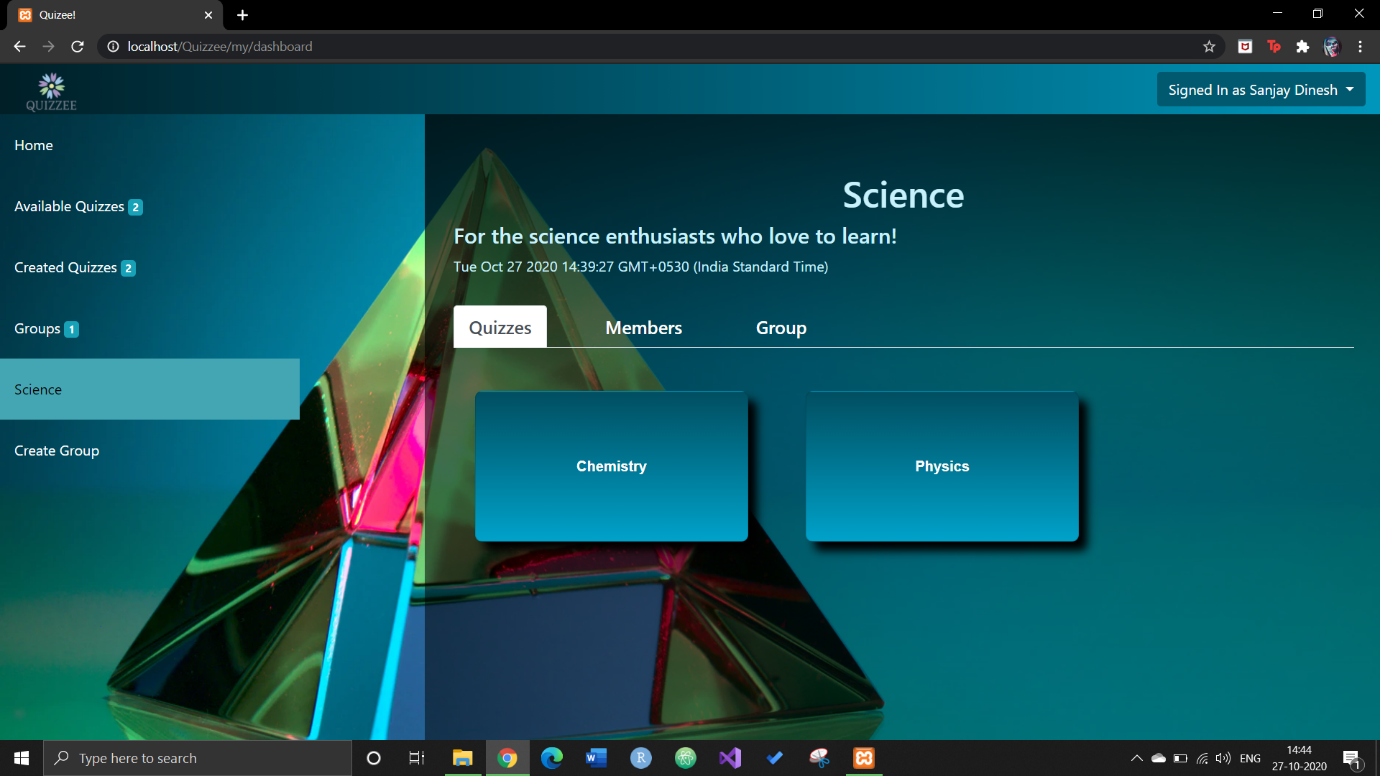 Quizee!
localhost/Quizzee/my/dashboard
QUIZZEE
Signed In as Sanjay Dinesh
Home
Available Quizzes 2
Created Quizzes 2
Groups 1
Science
Create Group
Science
For the science enthusiasts who love to learn!
Tue Oct 27 2020 14:39:27 GMT+0530 (India Standard Time)
Quizzes Members Group
Chemistry Physics
Type here to search
ENG
14:44
27-10-2020
1